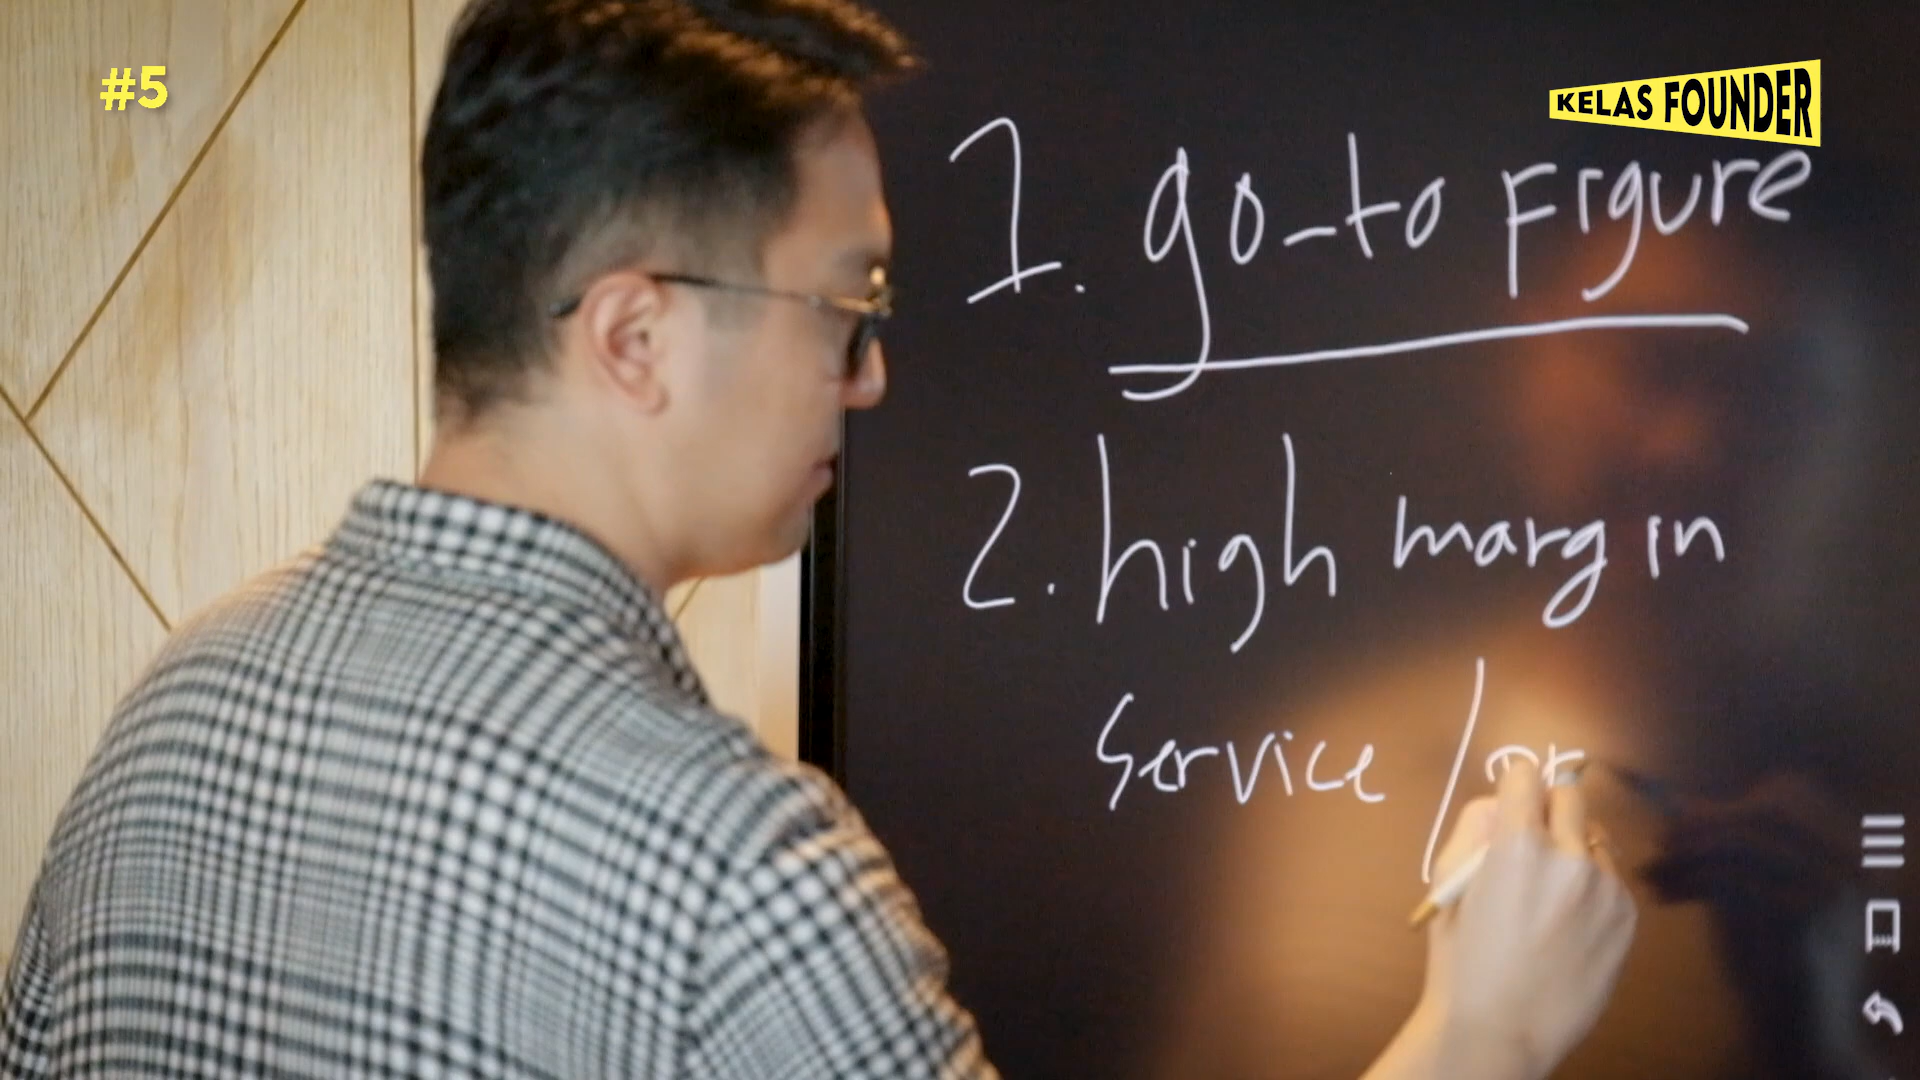 #5
KELAS FOUNDER
1. go-to Figure
2. high margin
Service /